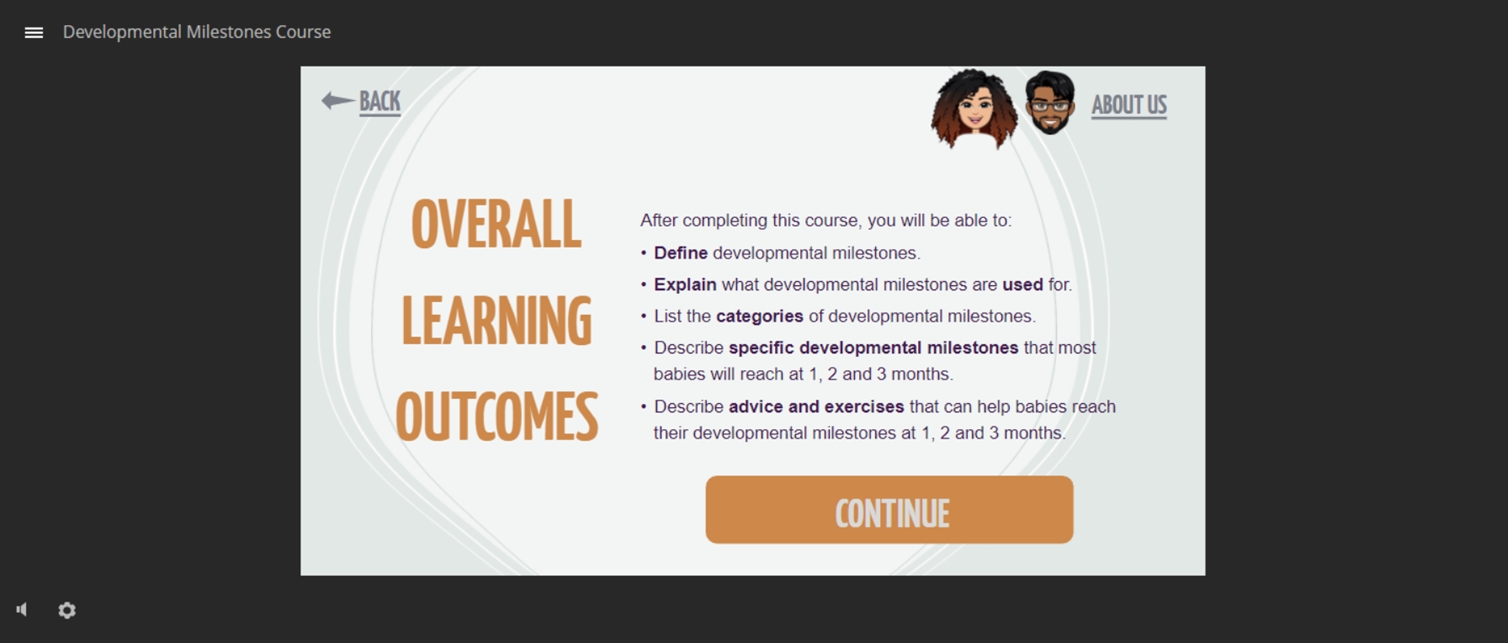 Developmental Milestones Course
BACK
ABOUT US
OVERALL
LEARNING
OUTCOMES
After completing this course, you will be able to:
• Define developmental milestones.
• Explain what developmental milestones are used for.
• List the categories of developmental milestones.
• Describe specific developmental milestones that most
babies will reach at 1, 2 and 3 months.
• Describe advice and exercises that can help babies reach
their developmental milestones at 1, 2 and 3 months.
CONTINUE